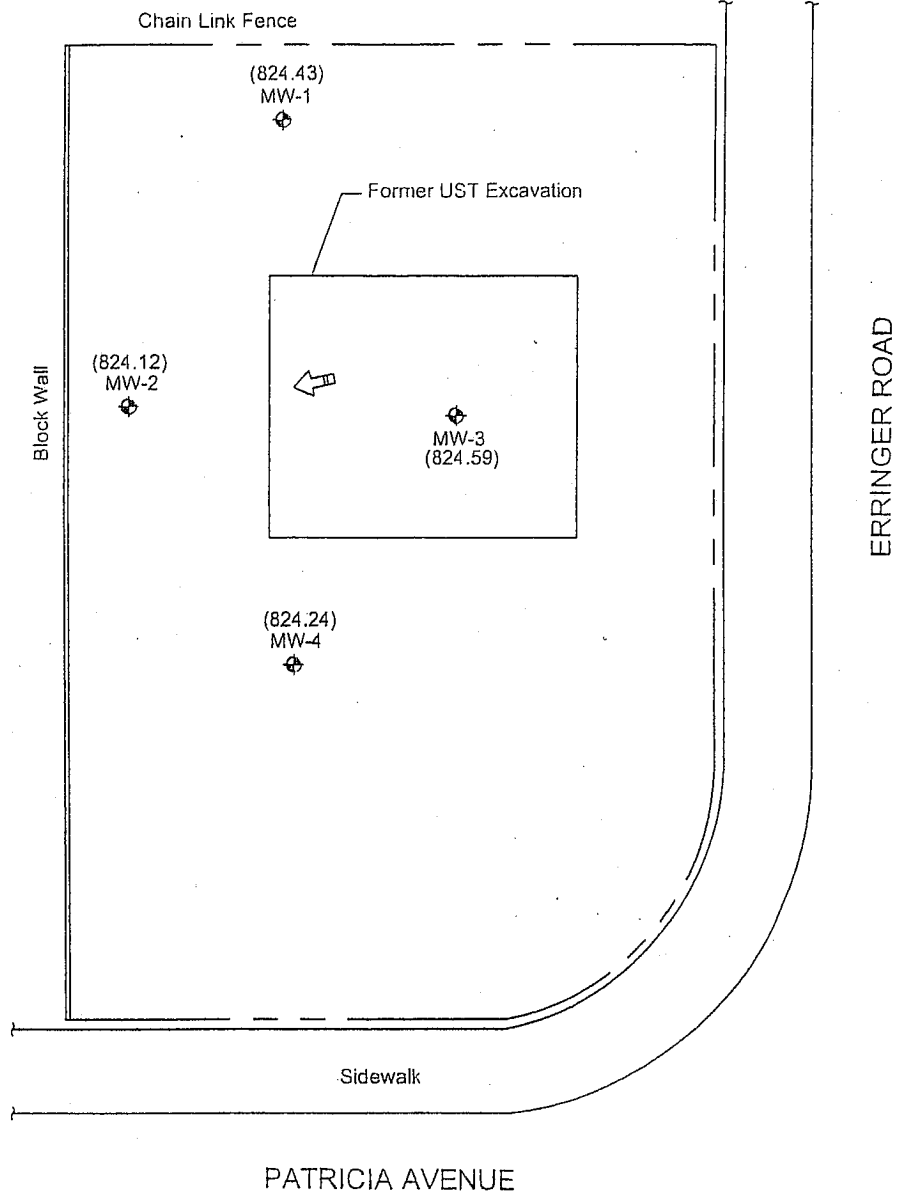 Chain Link Fence
(824.43)
MW-1
Former UST Excavation
(824.12)
MW-2
Block Wall
MW-3
(824.59)
ERRINGER ROAD
(824.24)
MW-4
Sidewalk
PATRICIA AVENUE